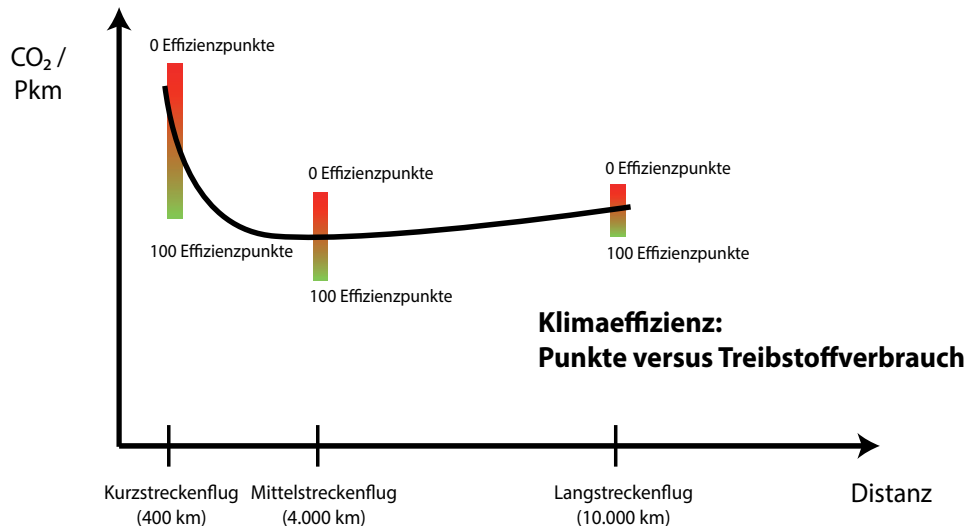 CO₂ /
Pkm
0 Effizienzpunkte
100 Effizienzpunkte
0 Effizienzpunkte
100 Effizienzpunkte
0 Effizienzpunkte
100 Effizienzpunkte
Klimaeffizienz:
Punkte versus Treibstoffverbrauch
Kurzstreckenflug
(400 km)
Mittelstreckenflug
(4.000 km)
Langstreckenflug
(10.000 km)
Distanz